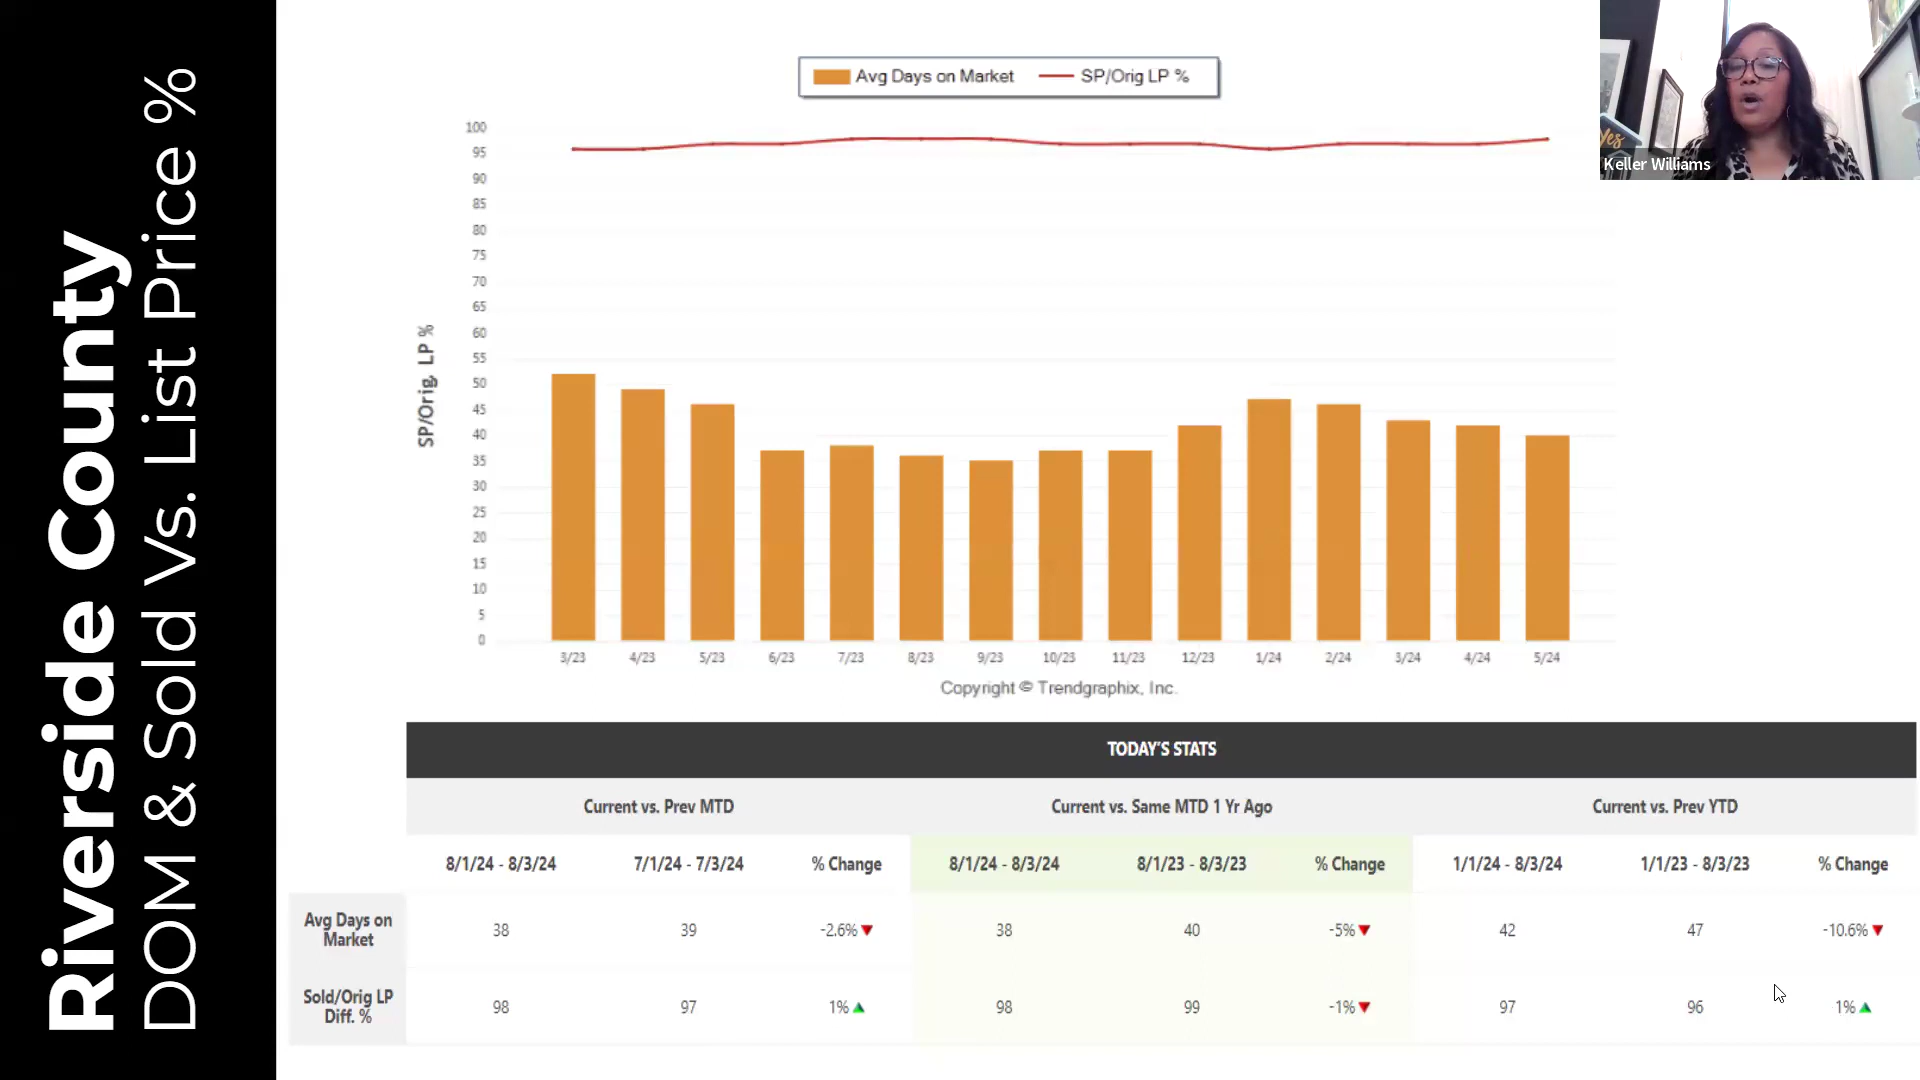 Riverside County
DOM & Sold Vs. List Price %
Avg Days on Market SP/Orig LP %
Yes
Keller Williams
SP/Orig. LP %
100
95
90
85
80
75
70
65
60
55
50
45
40
35
30
25
20
15
10
5
0
3/23 4/23 5/23 6/23 7/23 8/23 9/23 10/23 11/23 12/23 1/24 2/24 3/24 4/24 5/24
Copyright © Trendgraphix, Inc.
TODAY'S STATS
Current vs. Prev MTD Current vs. Same MTD 1 Yr Ago Current vs. Prev YTD
8/1/24 - 8/3/24 7/1/24 - 7/3/24 % Change 8/1/24 - 8/3/24 8/1/23 - 8/3/23 % Change 1/1/24 - 8/3/24 1/1/23 - 8/3/23 % Change
Avg Days on
Market
38 39 -2.6% 38 40 -5% 42 47 -10.6%
Sold/Orig LP
Diff. %
98 97 1% 98 99 -1% 97 96 1%